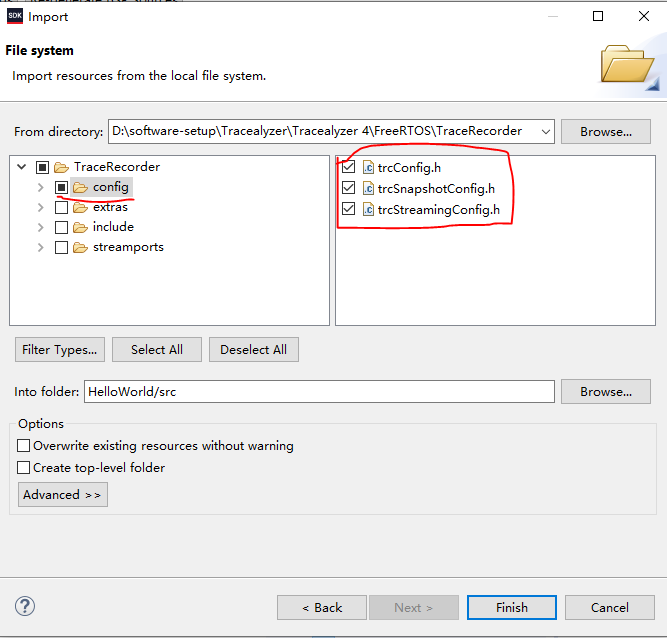 SDK Import
File system
Import resources from the local file system.
From directory: D:\software-setup\Tracealyzer\Tracealyzer 4\FreeRTOS\TraceRecorder Browse...
TraceRecorder
config
extras
include
streamports
.c trcConfig.h
.c trcSnapshotConfig.h
.c trcStreamingConfig.h
Filter Types... Select All Deselect All
Into folder: HelloWorld/src Browse...
Options
Overwrite existing resources without warning
Create top-level folder
Advanced >>
? < Back Next > Finish Cancel